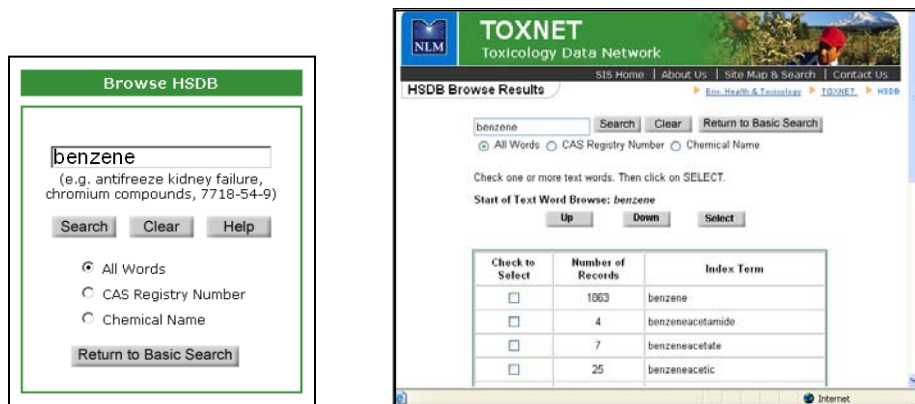 Browse HSDB
benzene
(e.g. antifreeze kidney failure,
chromium compounds, 7718-54-9)
Search Clear Help
All Words
CAS Registry Number
Chemical Name
Return to Basic Search
NLM
TOXNET
Toxicology Data Network
SIS Home | About Us | Site Map & Search | Contact Us
HSDB Browse Results
Env. Health & Toxicology TOXNET HSDB
benzene Search Clear Return to Basic Search
All Words CAS Registry Number Chemical Name
Check one or more text words. Then click on SELECT.
Start of Text Word Browse: benzene
Up Down Select
Check to Select Number of Records Index Term
1063 benzene
4 benzeneacetamide
7 benzeneacetate
25 benzeneacetic
Internet